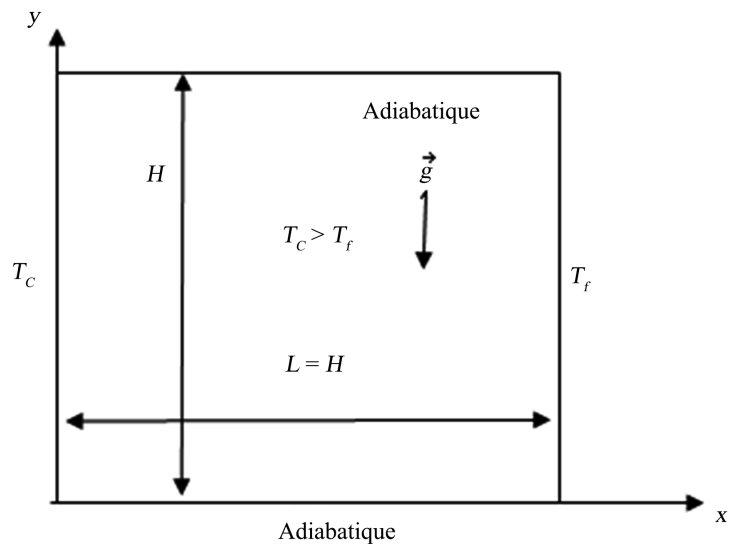 y
Adiabatique
g
H
T_C > T_f
T_C
T_f
L = H
x
Adiabatique